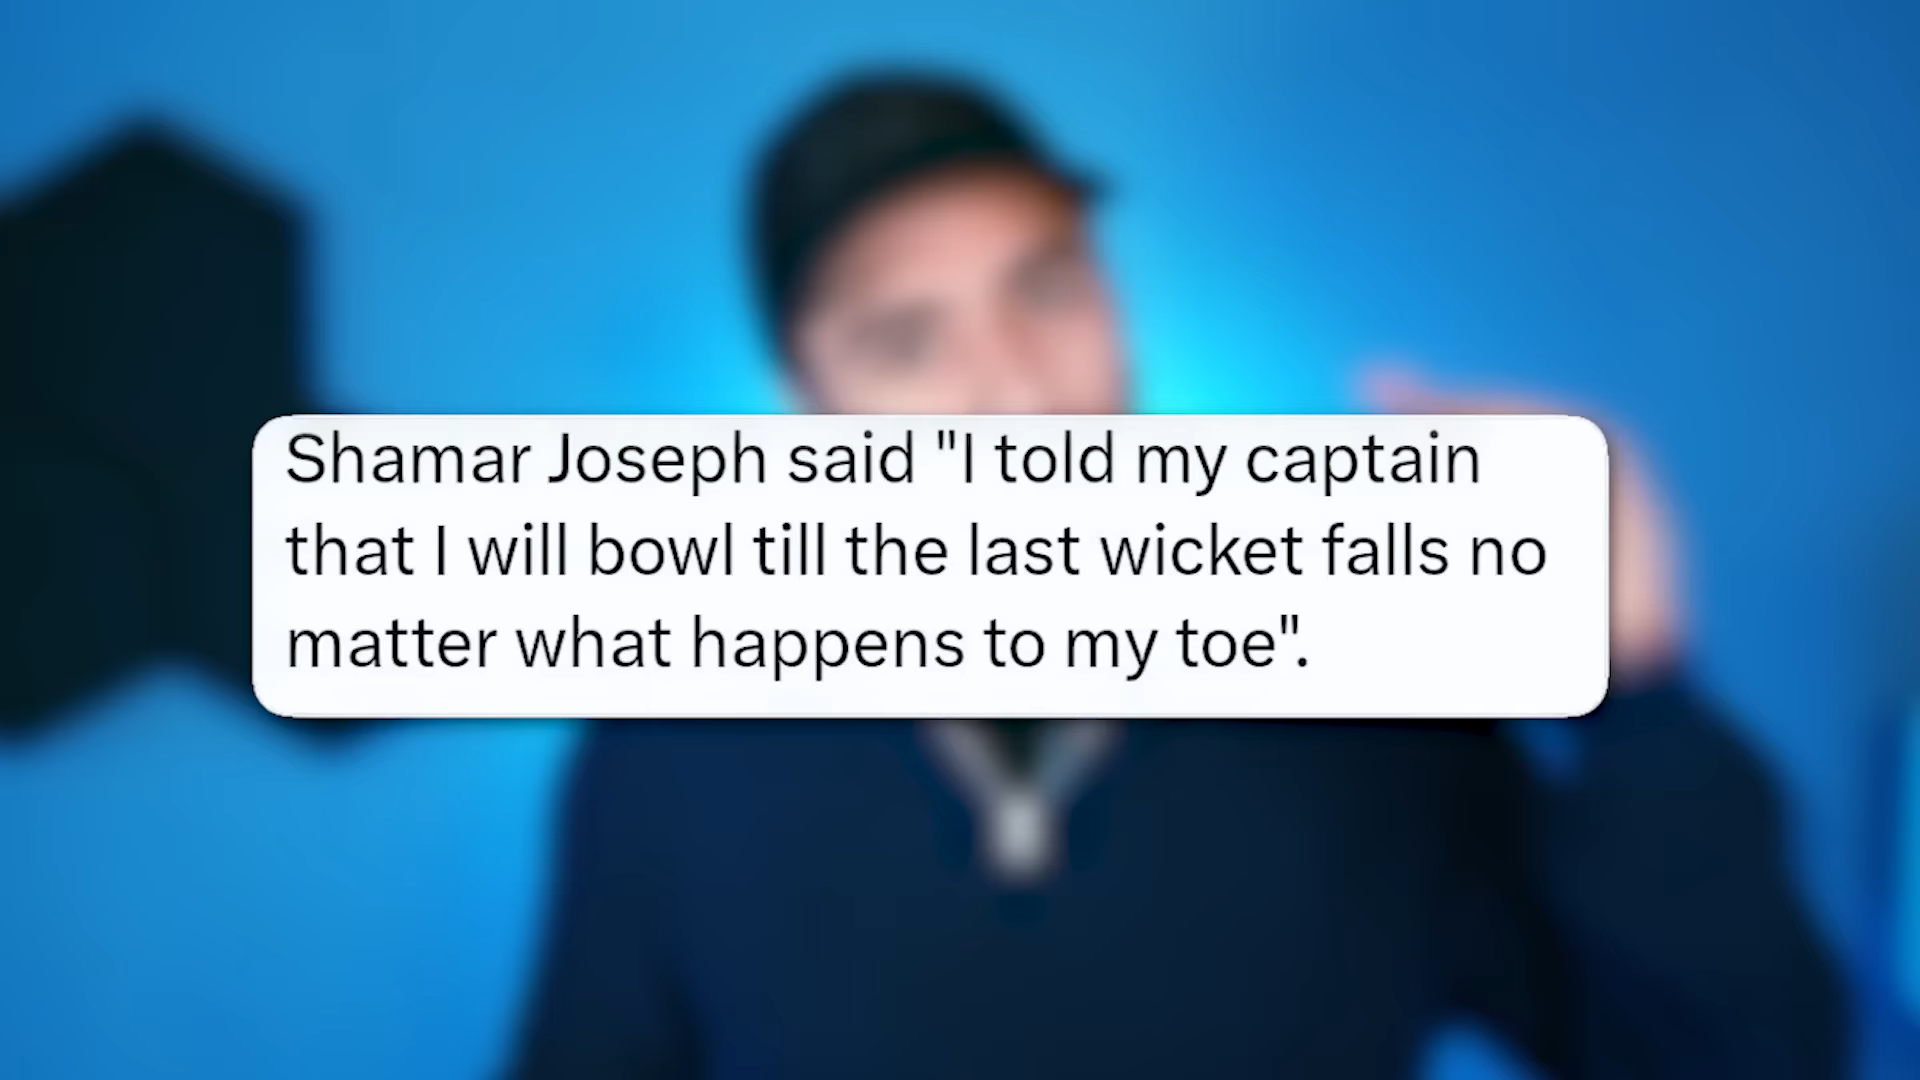 Shamar Joseph said "I told my captain
that I will bowl till the last wicket falls no
matter what happens to my toe".